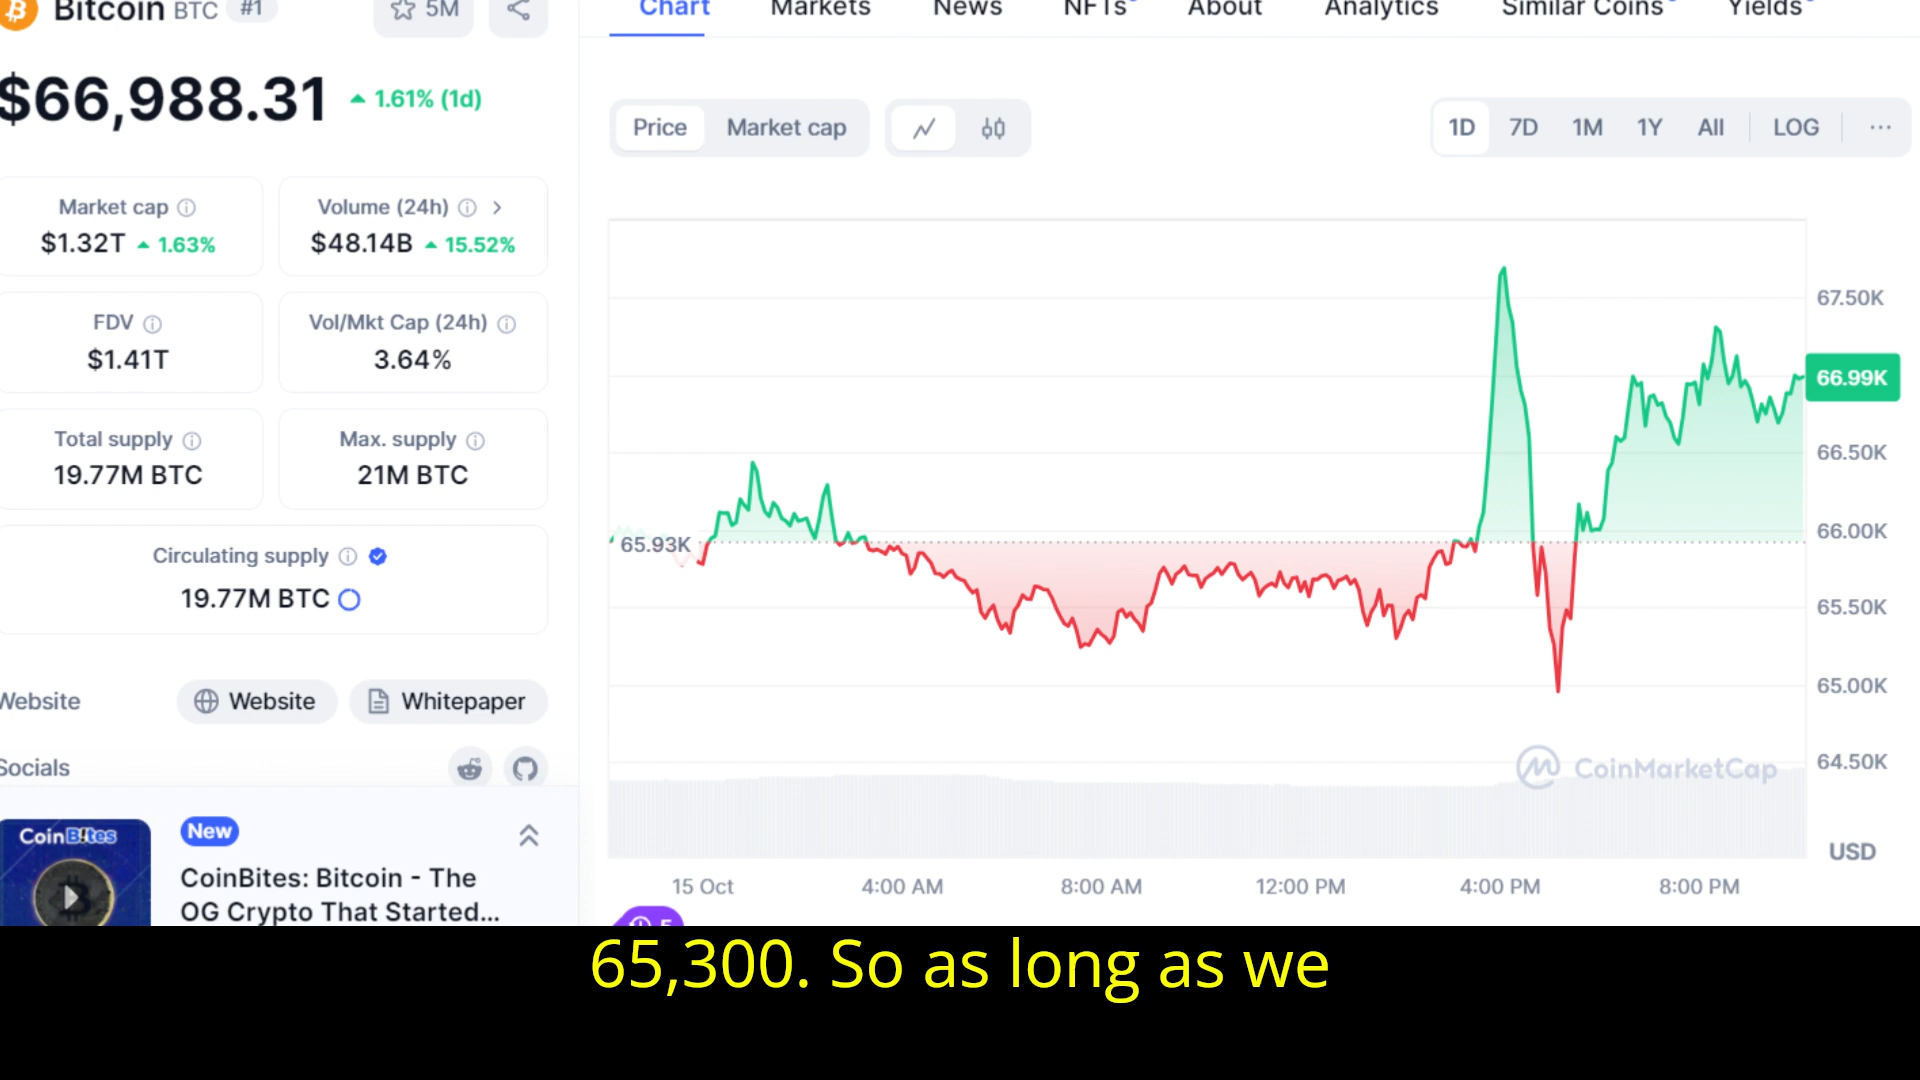 Bitcoin BTC #1
5M
$66,988.31 1.61% (1d)
Market cap
$1.32T 1.63%
Volume (24h)
$48.14B 15.52%
FDV
$1.41T
Vol/Mkt Cap (24h)
3.64%
Total supply
19.77M BTC
Max. supply
21M BTC
Circulating supply
19.77M BTC
Website Website Whitepaper
Socials
CoinBites
New
CoinBites: Bitcoin - The
OG Crypto That Started...
Chart Markets News NFTs About Analytics Similar Coins Yields
Price Market cap
1D 7D 1M 1Y All LOG ...
67.50K
66.99K
66.50K
66.00K
65.93K
65.50K
65.00K
64.50K
CoinMarketCap
USD
15 Oct 4:00 AM 8:00 AM 12:00 PM 4:00 PM 8:00 PM
5
65,300. So as long as we